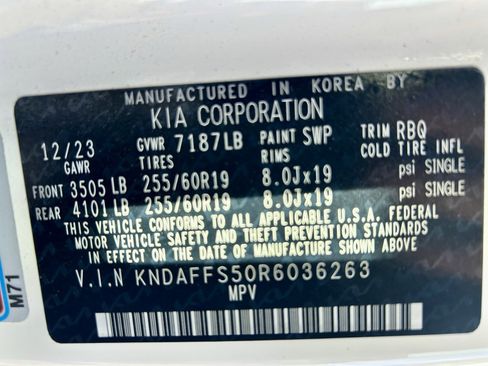 MANUFACTURED IN KOREA BY
KIA CORPORATION
12/23 GVWR 7187LB PAINT SWP TRIM RBQ
GAWR TIRES RIMS COLD TIRE INFL
FRONT 3505 LB 255/60R19 8.0Jx19 psi SINGLE
REAR 4101 LB 255/60R19 8.0Jx19 psi SINGLE
THIS VEHICLE CONFORMS TO ALL APPLICABLE U.S.A. FEDERAL
MOTOR VEHICLE SAFETY AND THEFT PREVENTION STANDARDS
IN EFFECT ON THE DATE OF MANUFACTURE SHOWN ABOVE.
V.I.N KNDAFFS50R6036263
MPV
M71